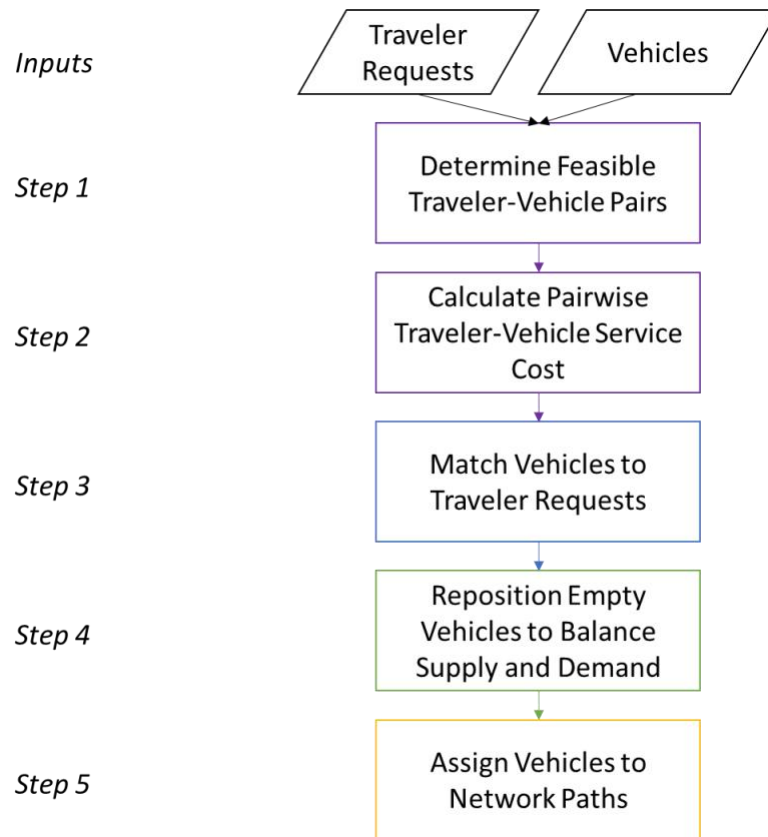 Inputs
Traveler
Requests
Vehicles
Step 1
Determine Feasible
Traveler-Vehicle Pairs
Step 2
Calculate Pairwise
Traveler-Vehicle Service
Cost
Step 3
Match Vehicles to
Traveler Requests
Step 4
Reposition Empty
Vehicles to Balance
Supply and Demand
Step 5
Assign Vehicles to
Network Paths